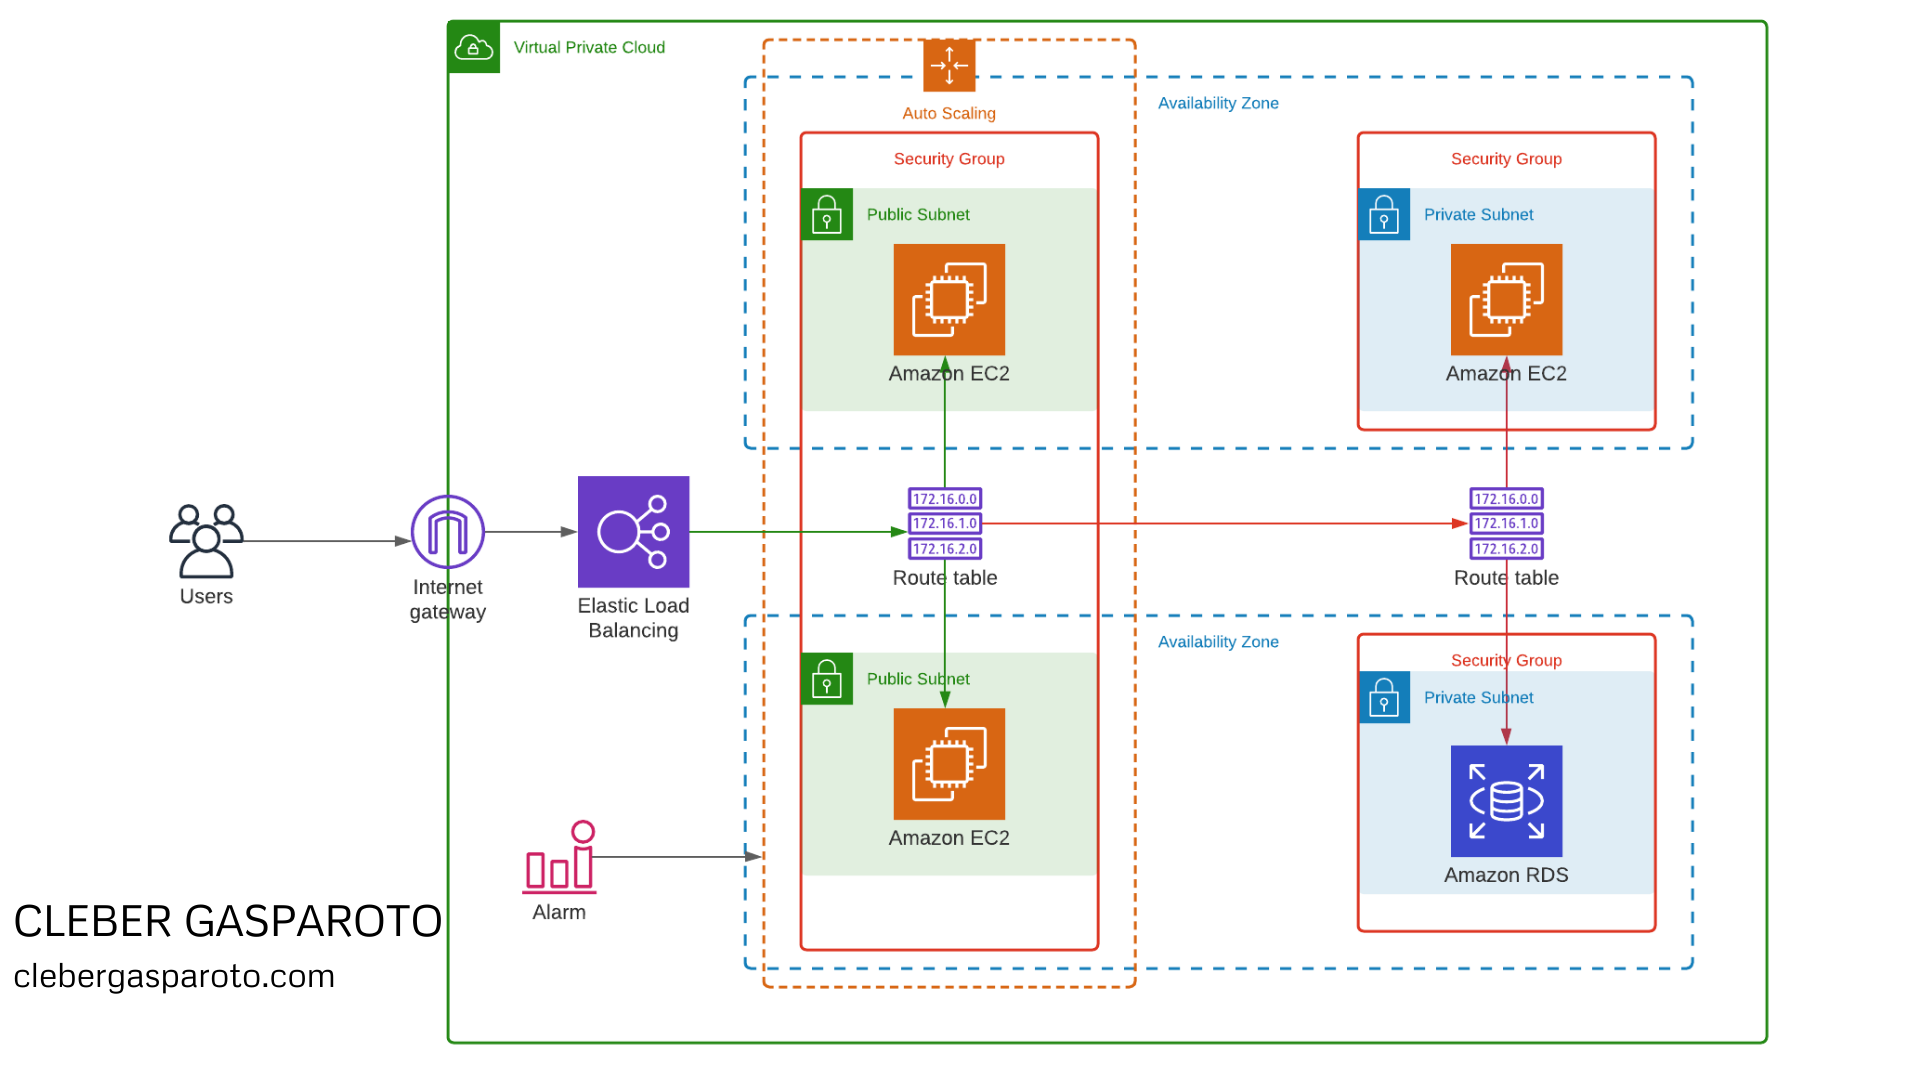 Virtual Private Cloud
Auto Scaling
Availability Zone
Security Group
Security Group
Public Subnet
Private Subnet
Amazon EC2
Amazon EC2
172.16.0.0
172.16.1.0
172.16.2.0
Route table
172.16.0.0
172.16.1.0
172.16.2.0
Route table
Users
Internet
gateway
Elastic Load
Balancing
Availability Zone
Security Group
Public Subnet
Private Subnet
Amazon EC2
Amazon RDS
Alarm
CLEBER GASPAROTO
clebergasparoto.com